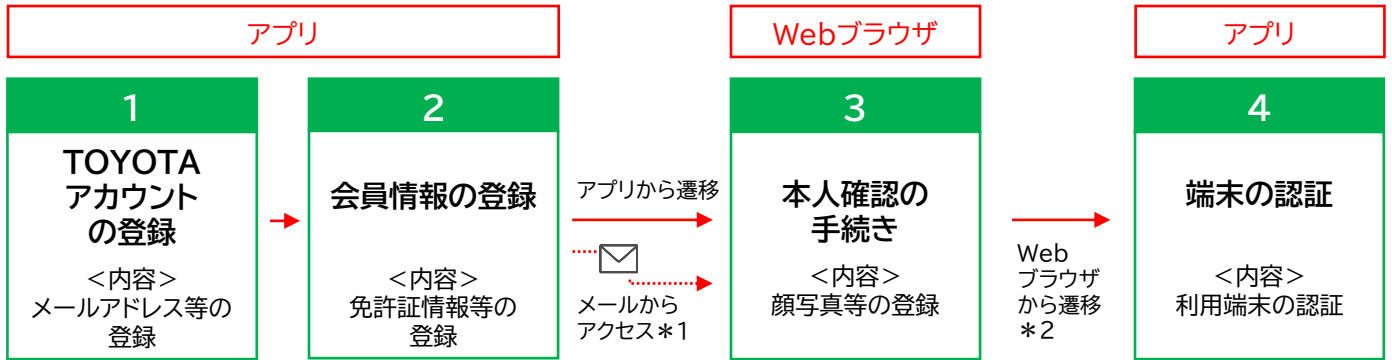 アプリ
Webブラウザ
アプリ
1
TOYOTA
アカウント
の登録
<内容>
メールアドレス等の
登録
2
会員情報の登録
<内容>
免許証情報等の
登録
アプリから遷移
メールから
アクセス*1
3
本人確認の
手続き
<内容>
顔写真等の登録
Web
ブラウザ
から遷移
*2
4
端末の認証
<内容>
利用端末の認証